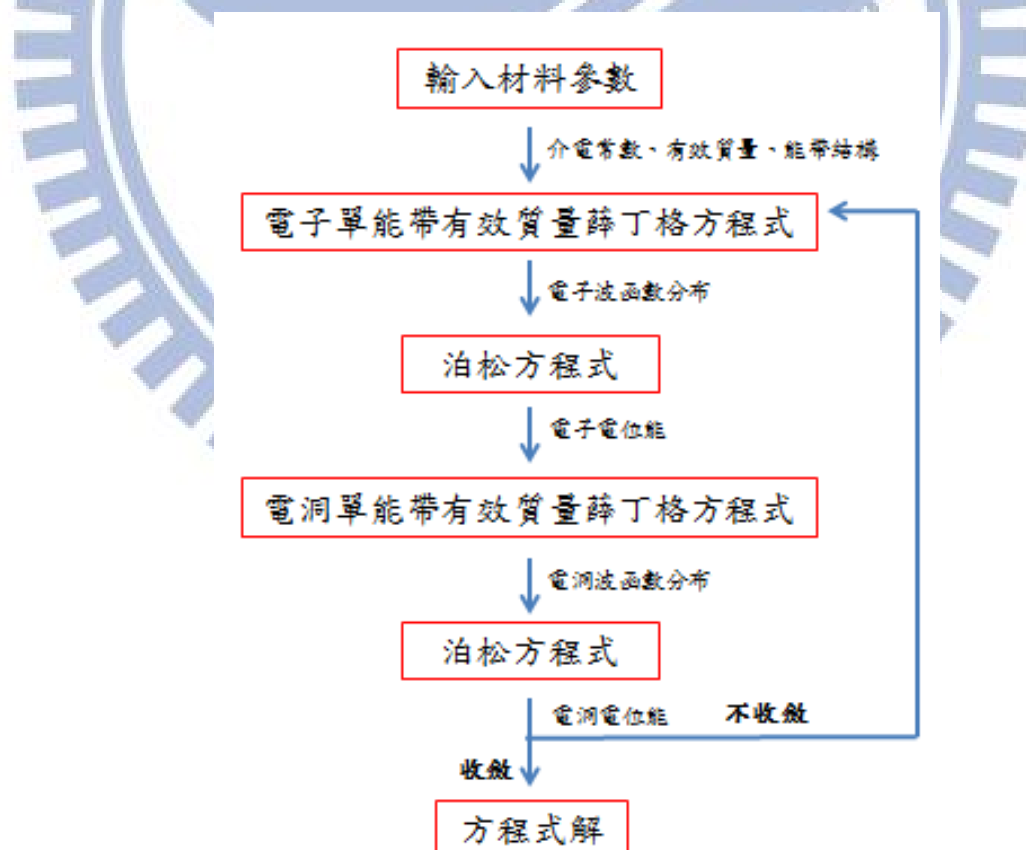 輸入材料參數
介電常數、有效質量、能帶結構
電子單能帶有效質量薛丁格方程式
電子波函數分布
泊松方程式
電子電位能
電洞單能帶有效質量薛丁格方程式
電洞波函數分布
泊松方程式
電洞電位能 不收斂
收斂
方程式解